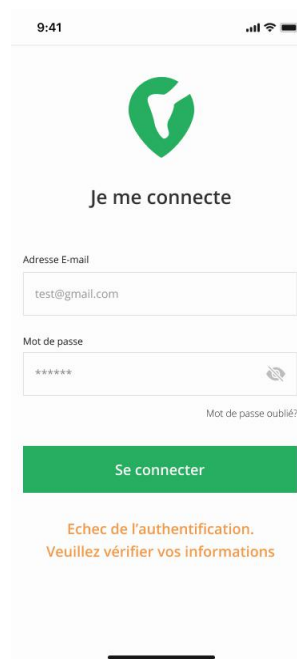 9:41
Je me connecte
Adresse E-mail
test@gmail.com
Mot de passe
******
Mot de passe oublié?
Se connecter
Echec de l'authentification.
Veuillez vérifier vos informations